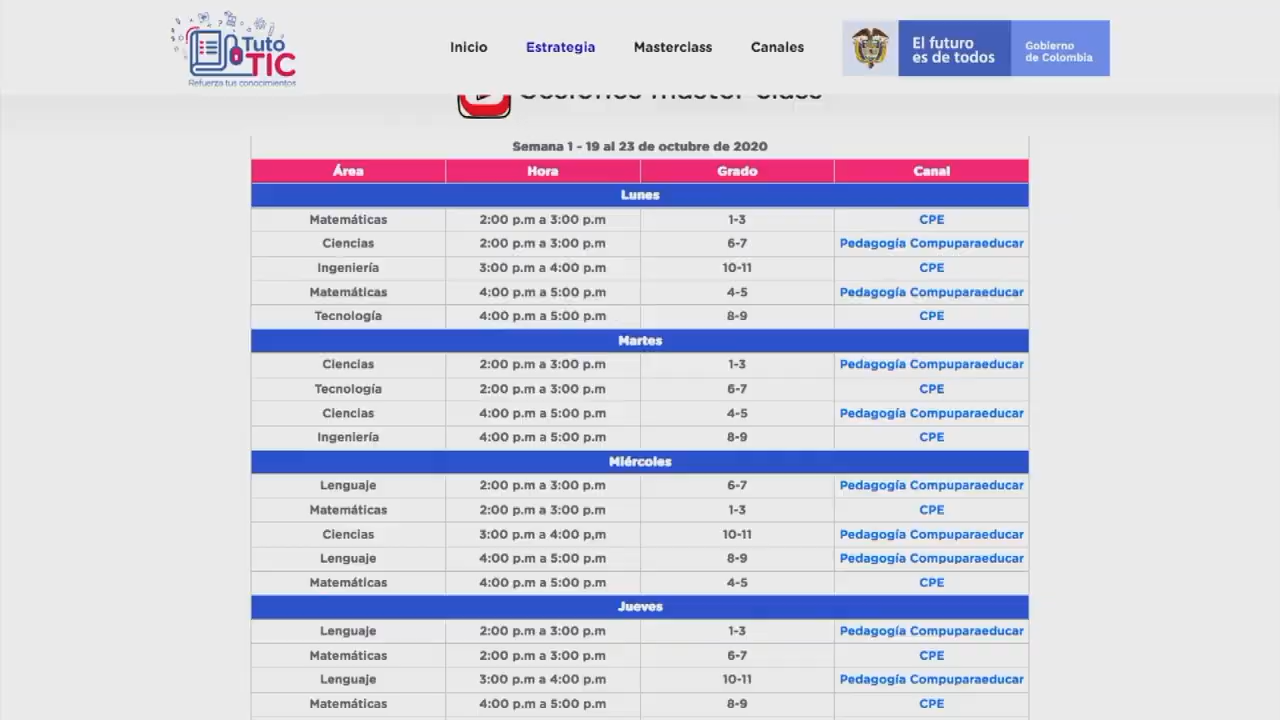 Tuto
TIC
Refuerza tus conocimientos
Inicio
Estrategia
Masterclass
Canales
El futuro
es de todos
Gobierno
de Colombia
Sesiones master class
Semana 1 - 19 al 23 de octubre de 2020
Área Hora Grado Canal
Lunes
Matemáticas 2:00 p.m a 3:00 p.m 1-3 CPE
Ciencias 2:00 p.m a 3:00 p.m 6-7 Pedagogía Compuparaeducar
Ingeniería 3:00 p.m a 4:00 p.m 10-11 CPE
Matemáticas 4:00 p.m a 5:00 p.m 4-5 Pedagogía Compuparaeducar
Tecnología 4:00 p.m a 5:00 p.m 8-9 CPE
Martes
Ciencias 2:00 p.m a 3:00 p.m 1-3 Pedagogía Compuparaeducar
Tecnología 2:00 p.m a 3:00 p.m 6-7 CPE
Ciencias 4:00 p.m a 5:00 p.m 4-5 Pedagogía Compuparaeducar
Ingeniería 4:00 p.m a 5:00 p.m 8-9 CPE
Miércoles
Lenguaje 2:00 p.m a 3:00 p.m 6-7 Pedagogía Compuparaeducar
Matemáticas 2:00 p.m a 3:00 p.m 1-3 CPE
Ciencias 3:00 p.m a 4:00 p,m 10-11 Pedagogía Compuparaeducar
Lenguaje 4:00 p.m a 5:00 p.m 8-9 Pedagogía Compuparaeducar
Matemáticas 4:00 p.m a 5:00 p.m 4-5 CPE
Jueves
Lenguaje 2:00 p.m a 3:00 p.m 1-3 Pedagogía Compuparaeducar
Matemáticas 2:00 p.m a 3:00 p.m 6-7 CPE
Lenguaje 3:00 p.m a 4:00 p.m 10-11 Pedagogía Compuparaeducar
Matemáticas 4:00 p.m a 5:00 p.m 8-9 CPE